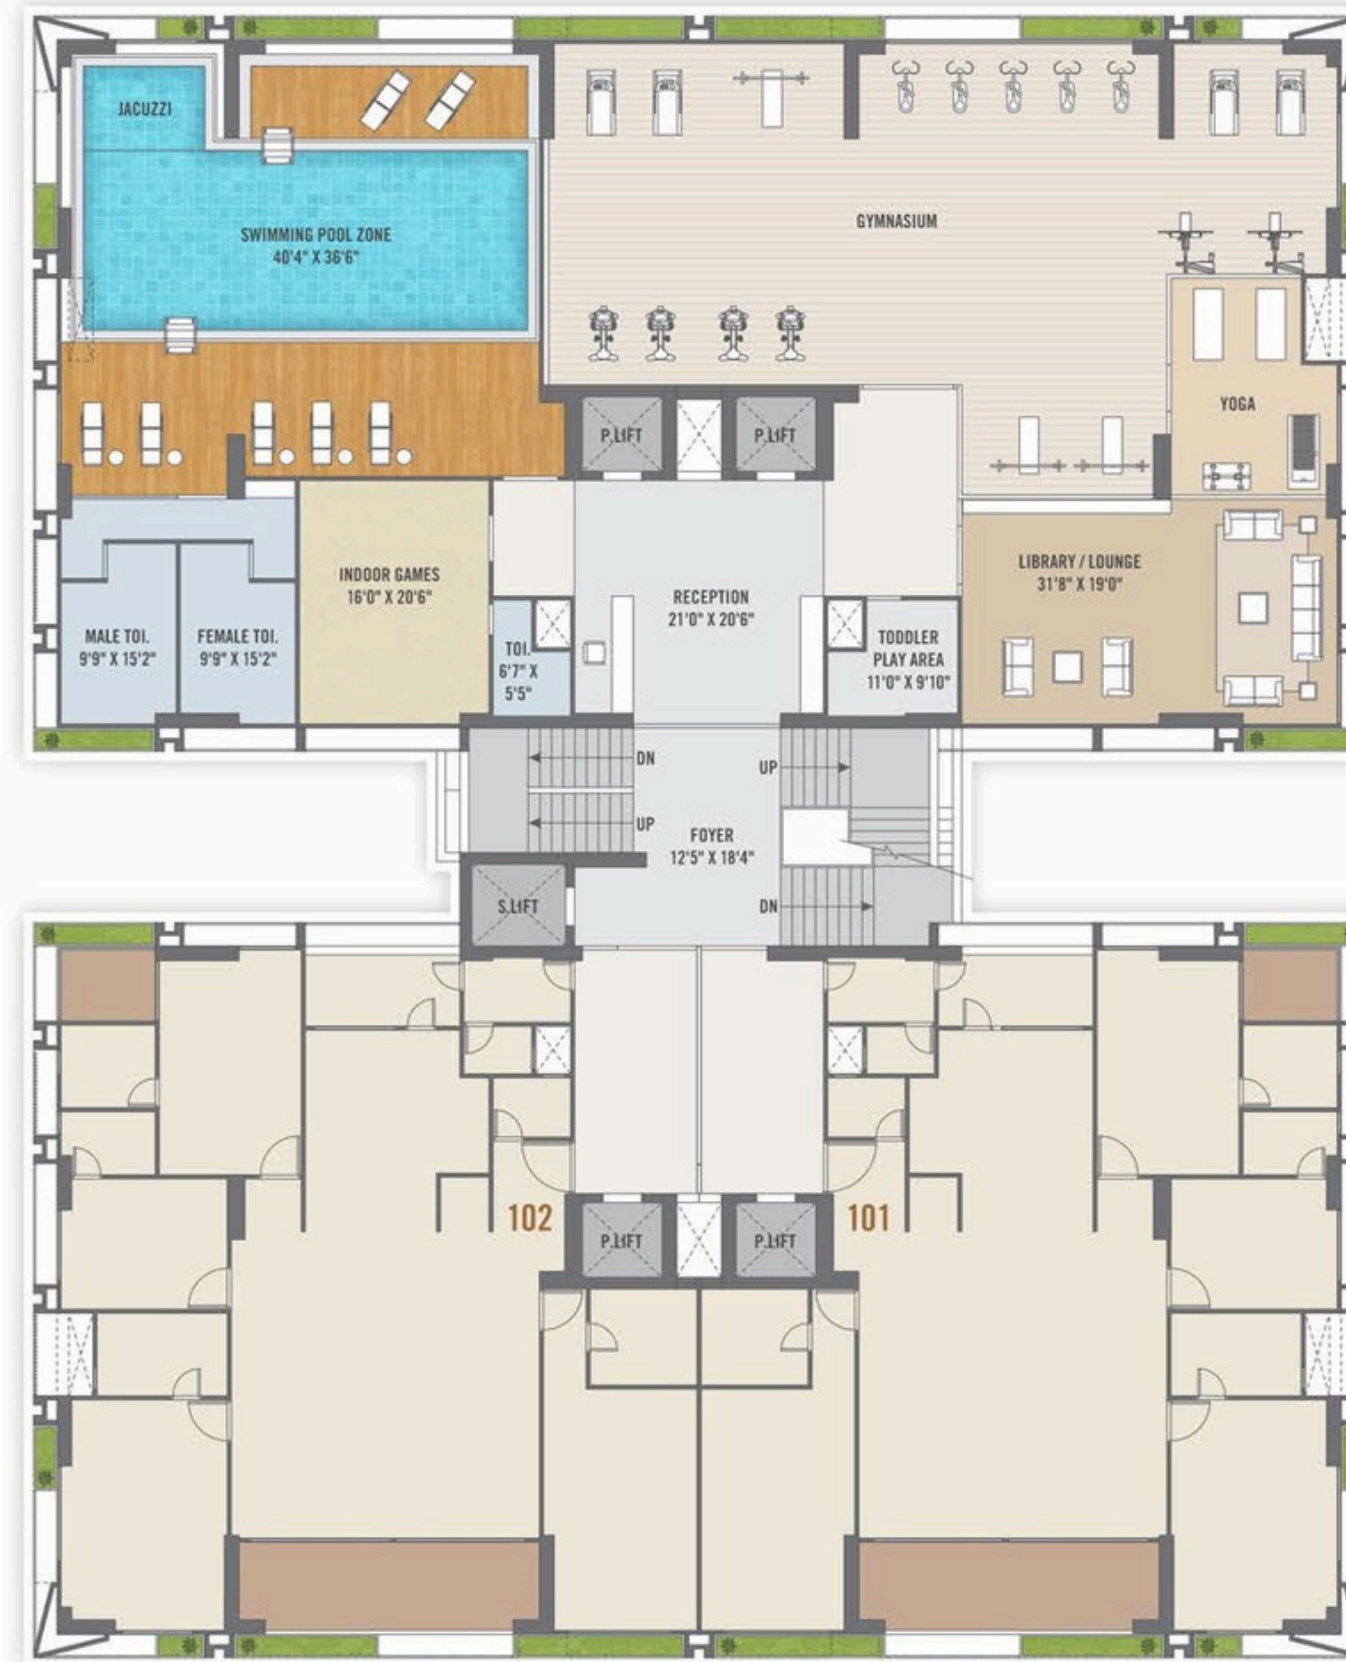 JACUZZI
SWIMMING POOL ZONE
40'4" X 36'6"
GYMNASIUM
P.LIFT
P.LIFT
YOGA
INDOOR GAMES
16'0" X 20'6"
RECEPTION
21'0" X 20'6"
LIBRARY / LOUNGE
31'8" X 19'0"
MALE TOI.
9'9" X 15'2"
FEMALE TOI.
9'9" X 15'2"
TOI.
6'7" X
5'5"
TODDLER
PLAY AREA
11'0" X 9'10"
DN
UP
UP
FOYER
12'5" X 18'4"
S.LIFT
DN
102
101
P.LIFT
P.LIFT